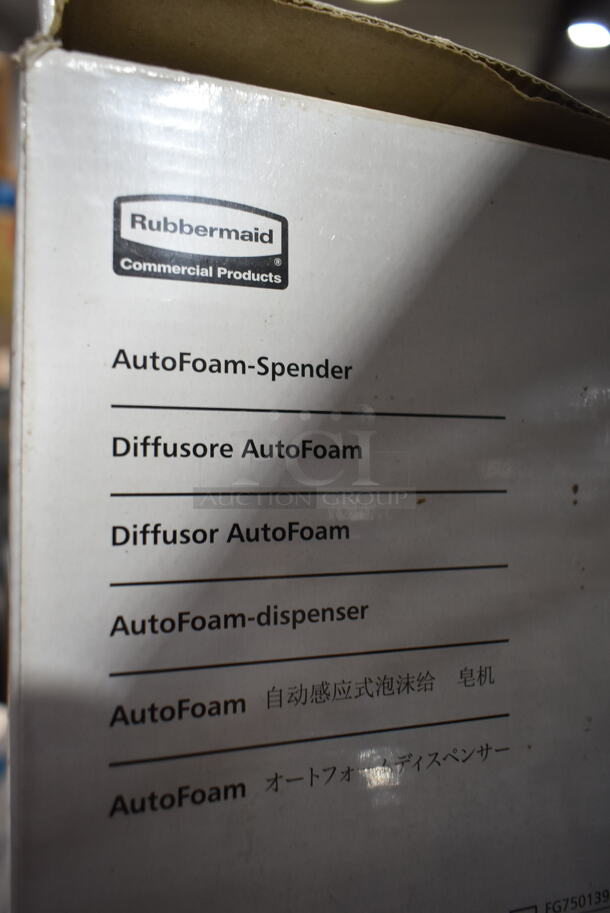 Rubbermaid
®
Commercial Products
AutoFoam-Spender
Diffusore AutoFoam
AUCTION GROUP
Diffusor AutoFoam
AutoFoam-dispenser
AutoFoam 自动感应式泡沫给 皂机
AutoFoam オートフォームディスペンサー
FG750139